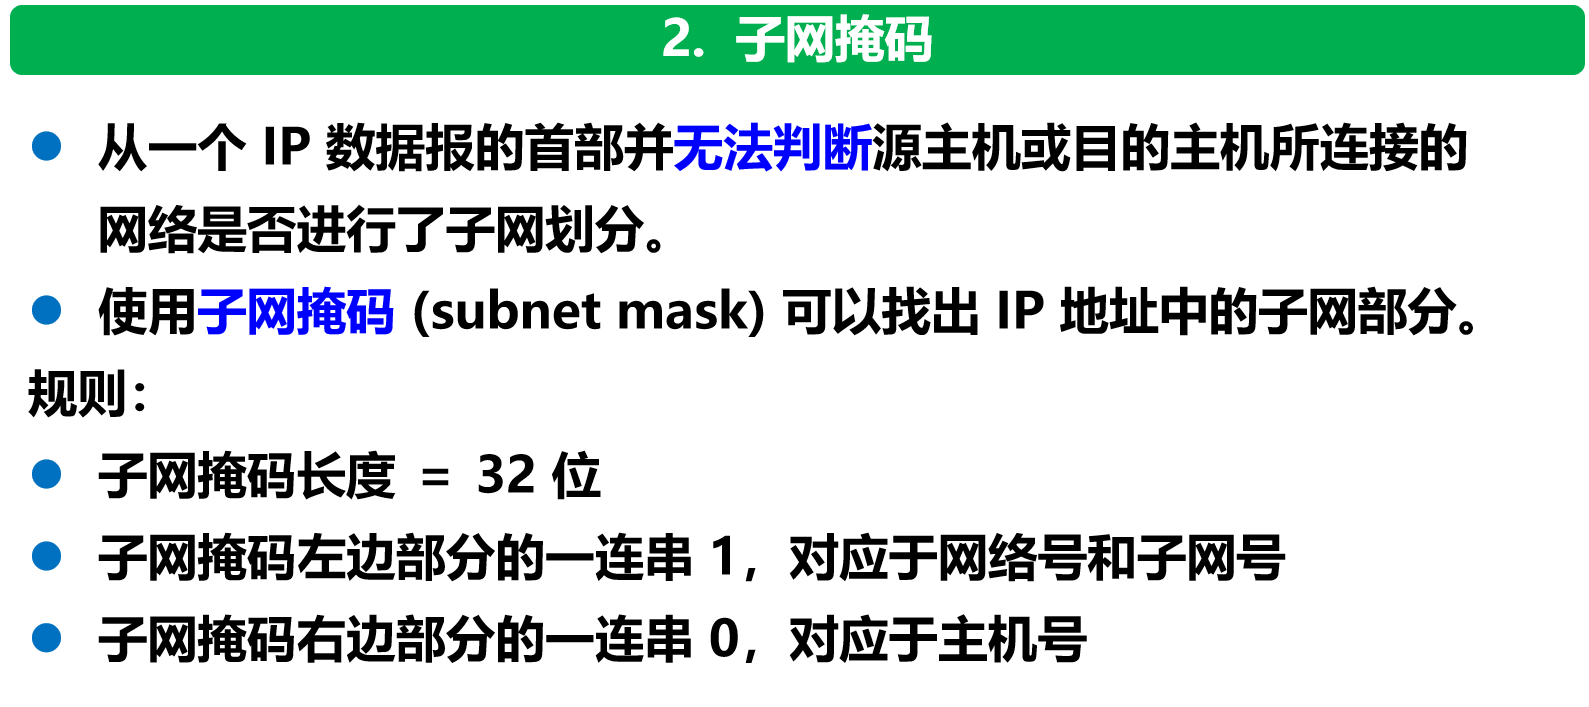 2. 子网掩码
从一个 IP 数据报的首部并无法判断源主机或目的主机所连接的
网络是否进行了子网划分。
使用子网掩码 (subnet mask) 可以找出 IP 地址中的子网部分。
规则：
子网掩码长度 = 32 位
子网掩码左边部分的一连串 1，对应于网络号和子网号
子网掩码右边部分的一连串 0，对应于主机号